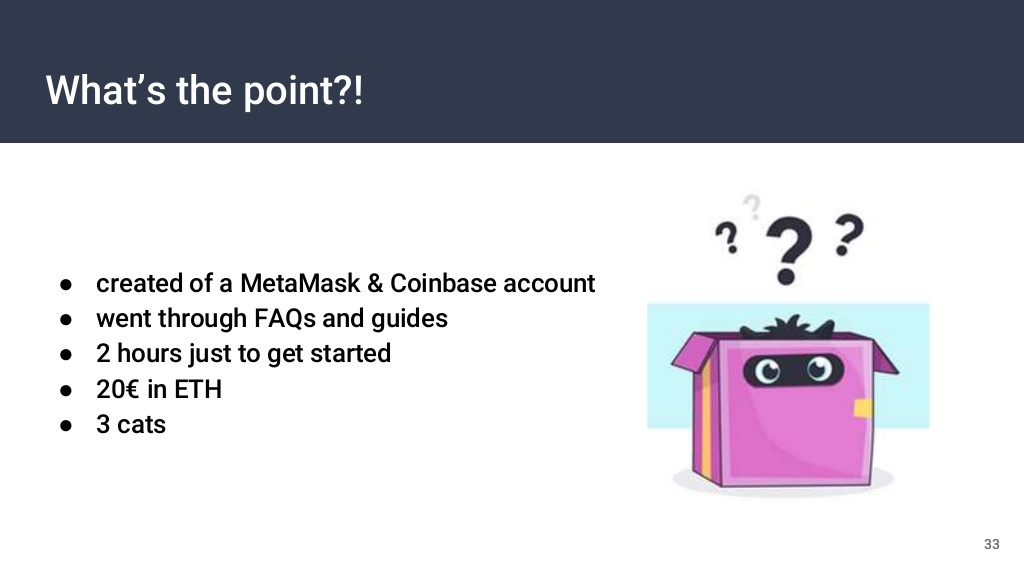 What's the point?!
? ? ? ?
● created of a MetaMask & Coinbase account
● went through FAQs and guides
● 2 hours just to get started
● 20€ in ETH
● 3 cats
33